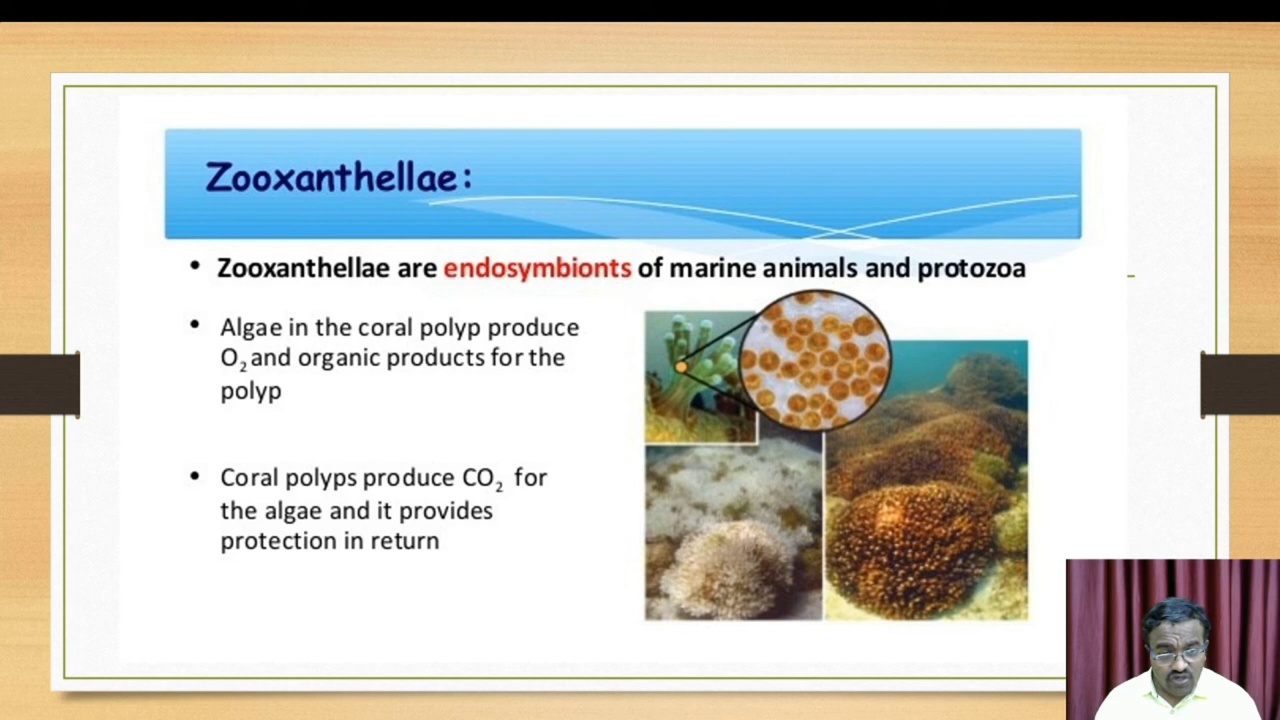 Zooxanthellae:
• Zooxanthellae are endosymbionts of marine animals and protozoa
• Algae in the coral polyp produce
O₂ and organic products for the
polyp
• Coral polyps produce CO₂ for
the algae and it provides
protection in return